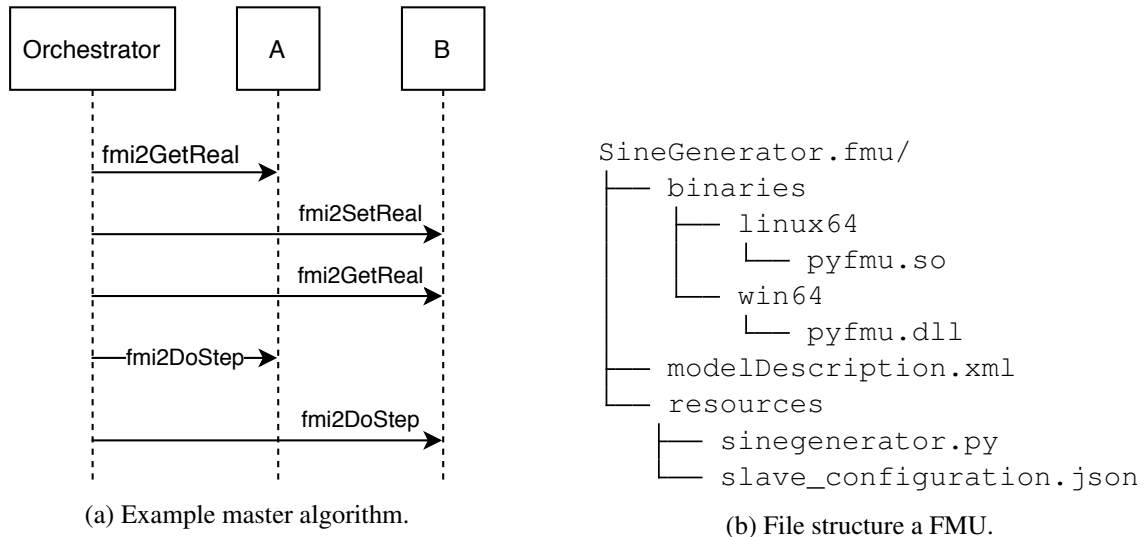 Orchestrator
A
B
fmi2GetReal
fmi2SetReal
fmi2GetReal
fmi2DoStep
fmi2DoStep
(a) Example master algorithm.
SineGenerator.fmu/
binaries
linux64
pyfmu.so
win64
pyfmu.dll
modelDescription.xml
resources
sinegenerator.py
slave_configuration.json
(b) File structure a FMU.